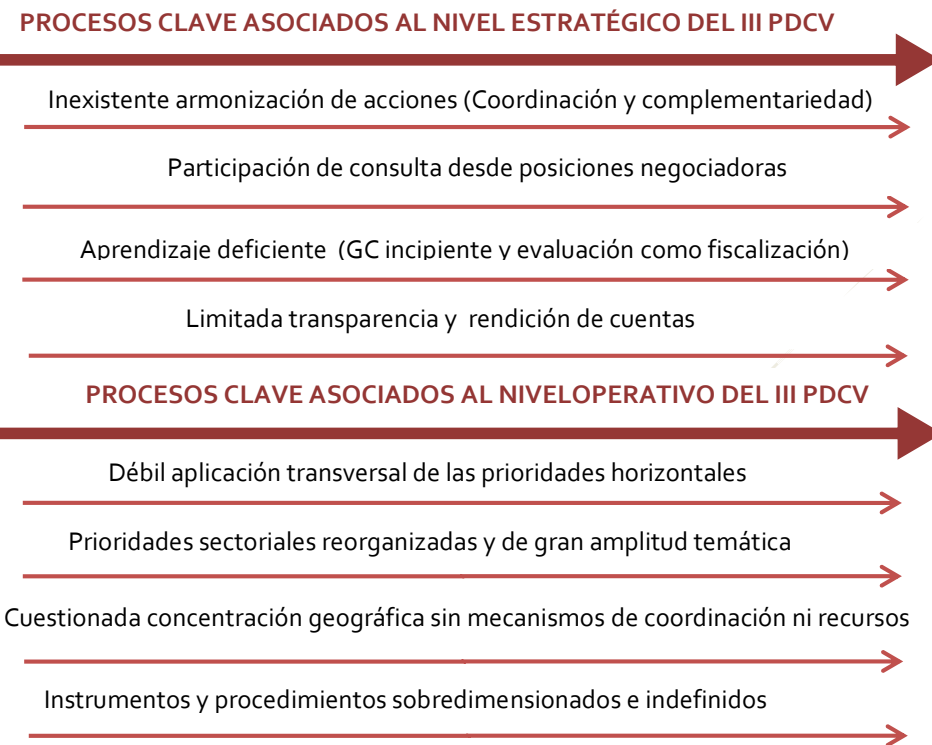 PROCESOS CLAVE ASOCIADOS AL NIVEL ESTRATÉGICO DEL III PDCV
Inexistente armonización de acciones (Coordinación y complementariedad)
Participación de consulta desde posiciones negociadoras
Aprendizaje deficiente (GC incipiente y evaluación como fiscalización)
Limitada transparencia y rendición de cuentas
PROCESOS CLAVE ASOCIADOS AL NIVELOPERATIVO DEL III PDCV
Débil aplicación transversal de las prioridades horizontales
Prioridades sectoriales reorganizadas y de gran amplitud temática
Cuestionada concentración geográfica sin mecanismos de coordinación ni recursos
Instrumentos y procedimientos sobredimensionados e indefinidos